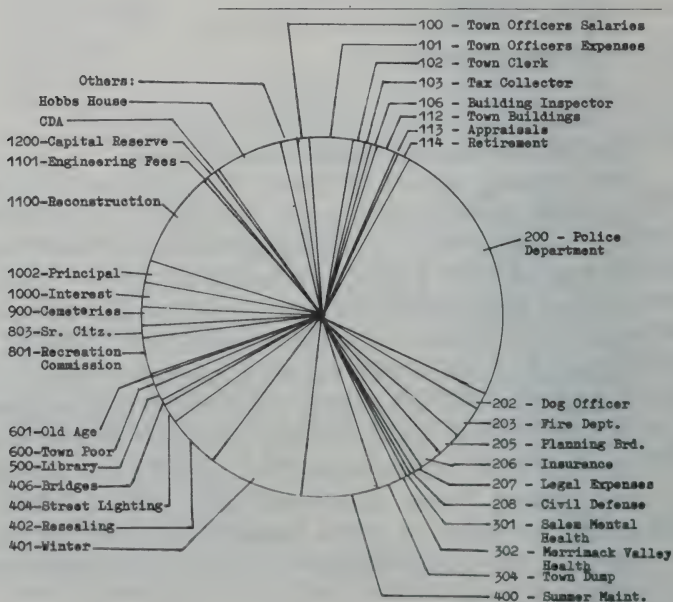 100 - Town Officers Salaries
101 - Town Officers Expenses
102 - Town Clerk
103 - Tax Collector
106 - Building Inspector
112 - Town Buildings
113 - Appraisals
114 - Retirement
200 - Police
Department
202 - Dog Officer
203 - Fire Dept.
205 - Planning Brd.
206 - Insurance
207 - Legal Expenses
208 - Civil Defense
301 - Salem Mental
Health
302 - Merrimack Valley
Health
304 - Town Dump
400 - Summer Maint.
Others:
Hobbs House
CDA
1200-Capital Reserve
1101-Engineering Fees
1100-Reconstruction
1002-Principal
1000-Interest
900-Cemeteries
803-Sr. Citz.
801-Recreation
Commission
601-Old Age
600-Town Poor
500-Library
406-Bridges
404-Street Lighting
402-Resealing
401-Winter